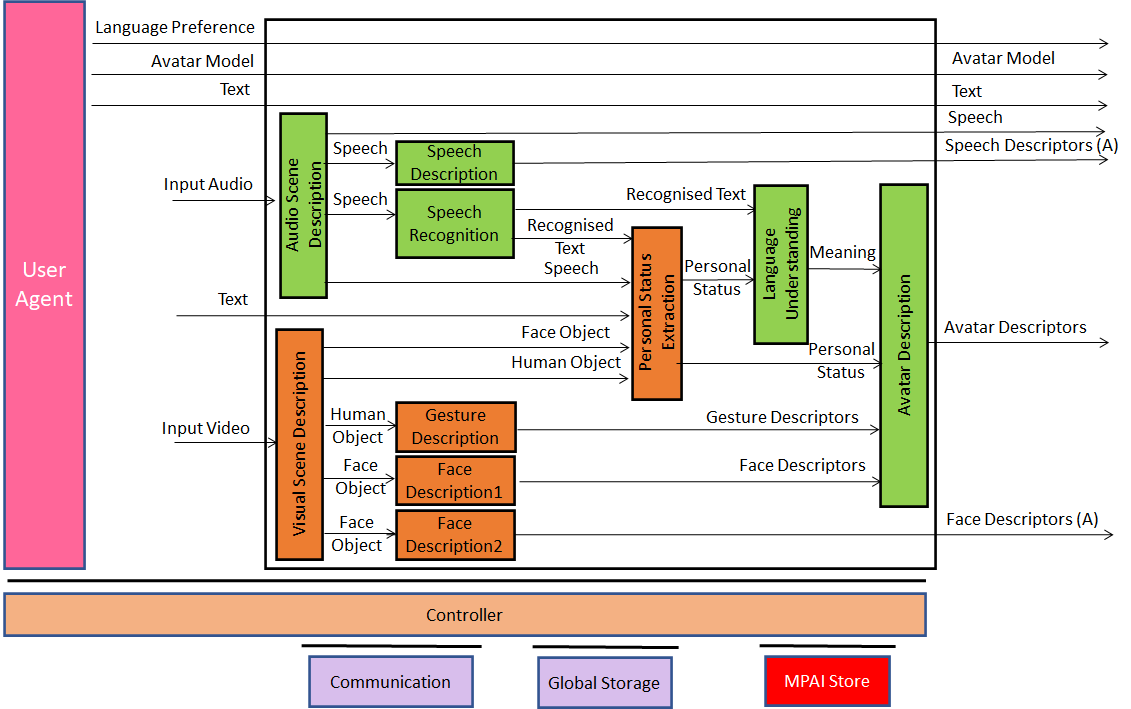 Language Preference
Avatar Model
Avatar Model
Text
Text
Speech
Speech Descriptors (A)
Speech
Speech
Description
Input Audio
Audio Scene
Description
Speech
Speech
Recognition
Recognised Text
Recognised
Text
Speech
Personal Status
Extraction
Personal
Status
Language
Understanding
Meaning
User
Agent
Text
Face Object
Human Object
Personal
Status
Avatar Description
Avatar Descriptors
Input Video
Visual Scene Description
Human
Object
Gesture
Description
Gesture Descriptors
Face
Object
Face
Description1
Face Descriptors
Face
Object
Face
Description2
Face Descriptors (A)
Controller
Communication
Global Storage
MPAI Store